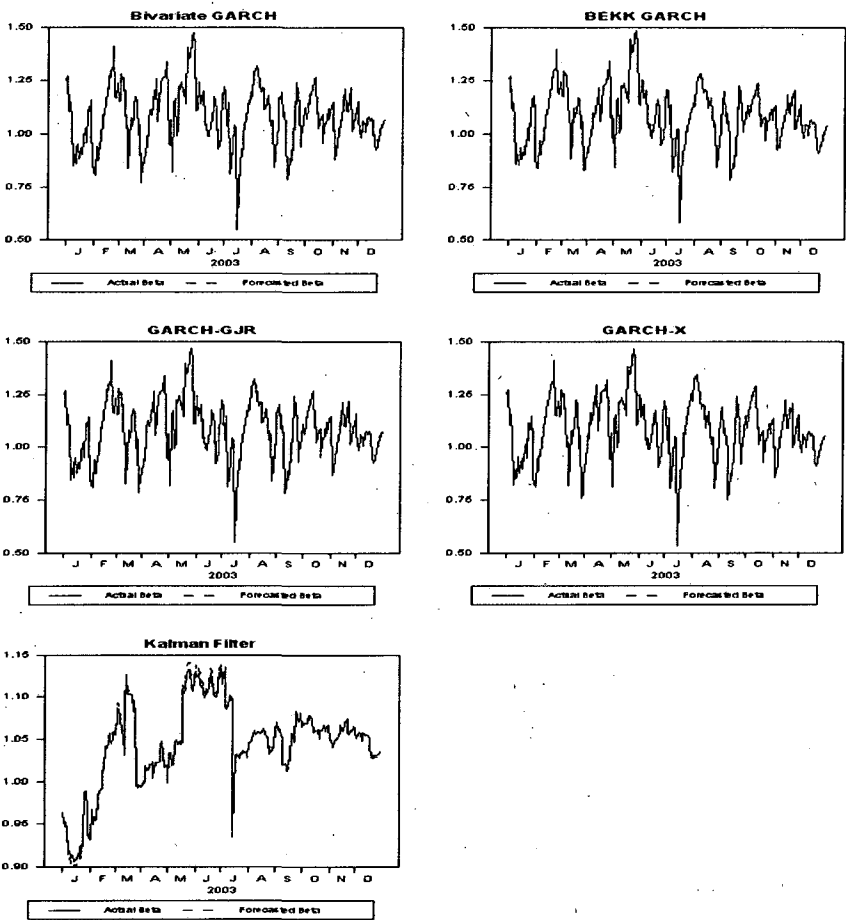 Bivariate GARCH
1.50
1.25
1.00
0.75
0.50
J F M A M J J A S O N D
2003
Actual Beta Forecasted Beta
BEKK GARCH
1.50
1.25
1.00
0.75
0.50
J F M A M J J A S O N D
2003
Actual Beta Forecasted Beta
GARCH-GJR
1.50
1.25
1.00
0.75
0.50
J F M A M J J A S O N D
2003
Actual Beta Forecasted Beta
GARCH-X
1.50
1.25
1.00
0.75
0.50
J F M A M J J A S O N D
2003
Actual Beta Forecasted Beta
Kalman Filter
1.15
1.10
1.05
1.00
0.95
0.90
J F M A M J J A S O N D
2003
Actual Beta Forecasted Beta